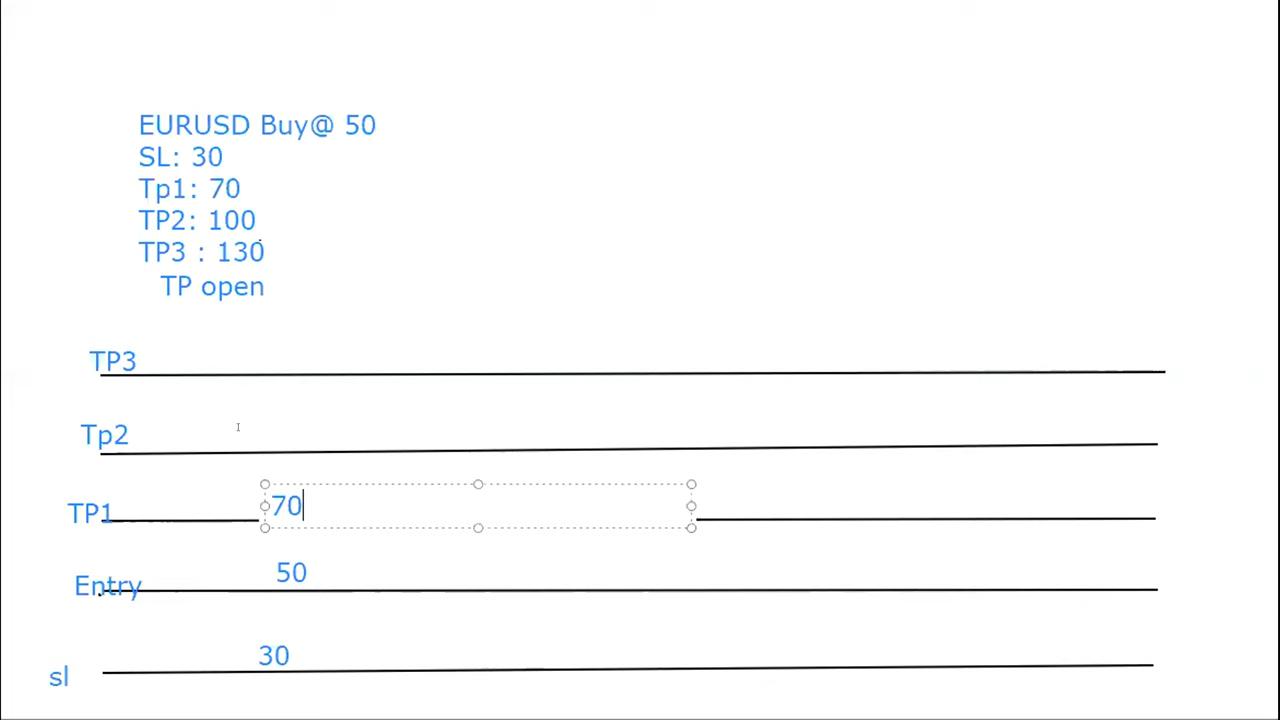 EURUSD Buy@ 50
SL: 30
Tp1: 70
TP2: 100
TP3 : 130
TP open
TP3
Tp2
TP1 70
Entry 50
sl 30